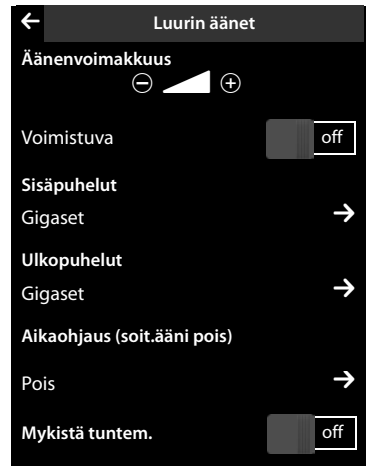 Luurin äänet
Äänenvoimakkuus
Voimistuva off
Sisäpuhelut
Gigaset
Ulkopuhelut
Gigaset
Aikaohjaus (soit.ääni pois)
Pois
Mykistä tuntem. off